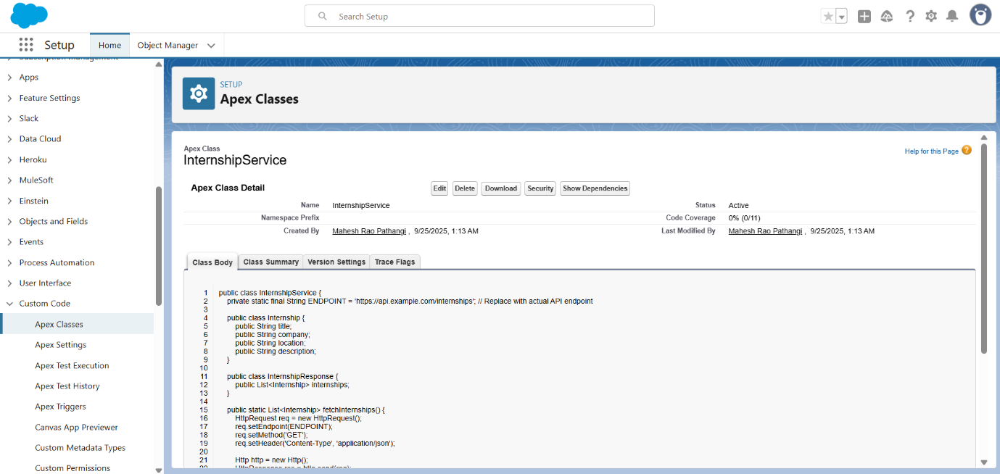 Search Setup
Setup
Home
Object Manager
Subscription Management
Apps
Feature Settings
Slack
Data Cloud
Heroku
MuleSoft
Einstein
Objects and Fields
Events
Process Automation
User Interface
Custom Code
Apex Classes
Apex Settings
Apex Test Execution
Apex Test History
Apex Triggers
Canvas App Previewer
Custom Metadata Types
Custom Permissions
SETUP
Apex Classes
Apex Class
InternshipService
Help for this Page ?
Apex Class Detail
Edit Delete Download Security Show Dependencies
Name InternshipService Status Active
Namespace Prefix Code Coverage 0% (0/11)
Created By Mahesh Rao Pathangi , 9/25/2025, 1:13 AM Last Modified By Mahesh Rao Pathangi , 9/25/2025, 1:13 AM
Class Body Class Summary Version Settings Trace Flags
1 public class InternshipService {
2 private static final String ENDPOINT = 'https://api.example.com/internships'; // Replace with actual API endpoint
3
4 public class Internship {
5 public String title;
6 public String company;
7 public String location;
8 public String description;
9 }
10
11 public class InternshipResponse {
12 public List<Internship> internships;
13 }
14
15 public static List<Internship> fetchInternships() {
16 HttpRequest req = new HttpRequest();
17 req.setEndpoint(ENDPOINT);
18 req.setMethod('GET');
19 req.setHeader('Content-Type', 'application/json');
20
21 Http http = new Http();
22 HttpResponse res = http.send(req);